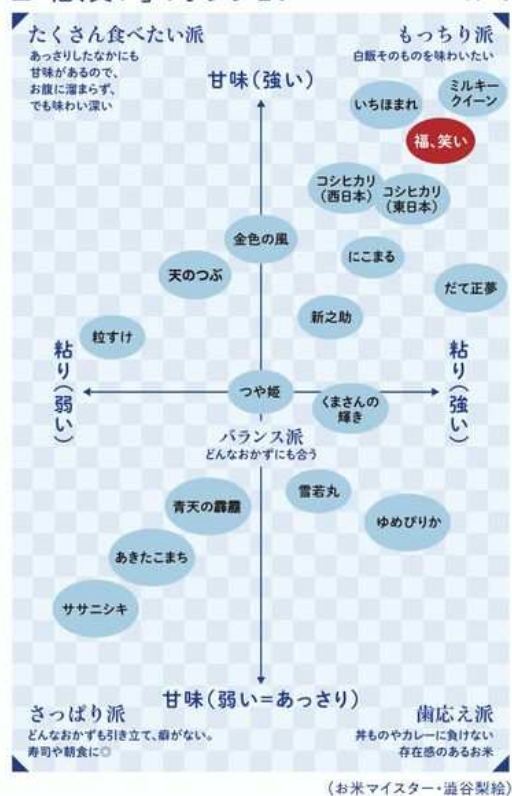 たくさん食べたい派
あっさりしたなかにも
甘味があるので、
お腹に溜まらず、
でも味わい深い
もっちり派
白飯そのものを味わいたい
甘味(強い)
ミルキー
クイーン
いちほまれ
福、笑い
コシヒカリ
(西日本)
コシヒカリ
(東日本)
金色の風
にこまる
天のつぶ
だて正夢
新之助
粒すけ
粘り(弱い)
粘り(強い)
つや姫
くまさんの
輝き
バランス派
どんなおかずにも合う
雪若丸
青天の霹靂
ゆめぴりか
あきたこまち
ササニシキ
甘味(弱い=あっさり)
さっぱり派
どんなおかずも引き立て、癖がない。
寿司や朝食に◎
歯応え派
丼ものやカレーに負けない
存在感のあるお米
(お米マイスター・澁谷梨絵)